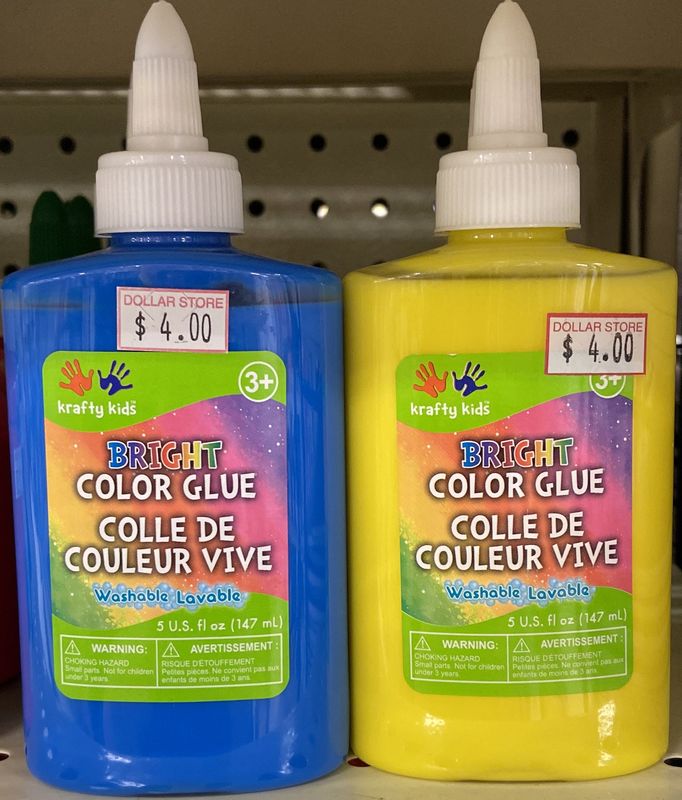 DOLLAR STORE
$ 4.00
krafty kids™
3+
BRIGHT
COLOR GLUE
COLLE DE
COULEUR VIVE
Washable Lavable
5 U.S. fl oz (147 mL)
WARNING:
CHOKING HAZARD
Small parts. Not for children
under 3 years.
AVERTISSEMENT :
RISQUE D'ÉTOUFFEMENT
Petites pièces. Ne convient pas aux
enfants de moins de 3 ans.
DOLLAR STORE
$ 4.00
krafty kids™
3+
BRIGHT
COLOR GLUE
COLLE DE
COULEUR VIVE
Washable Lavable
5 U.S. fl oz (147 mL)
WARNING:
CHOKING HAZARD
Small parts. Not for children
under 3 years.
AVERTISSEMENT :
RISQUE D'ÉTOUFFEMENT
Petites pièces. Ne convient pas aux
enfants de moins de 3 ans.